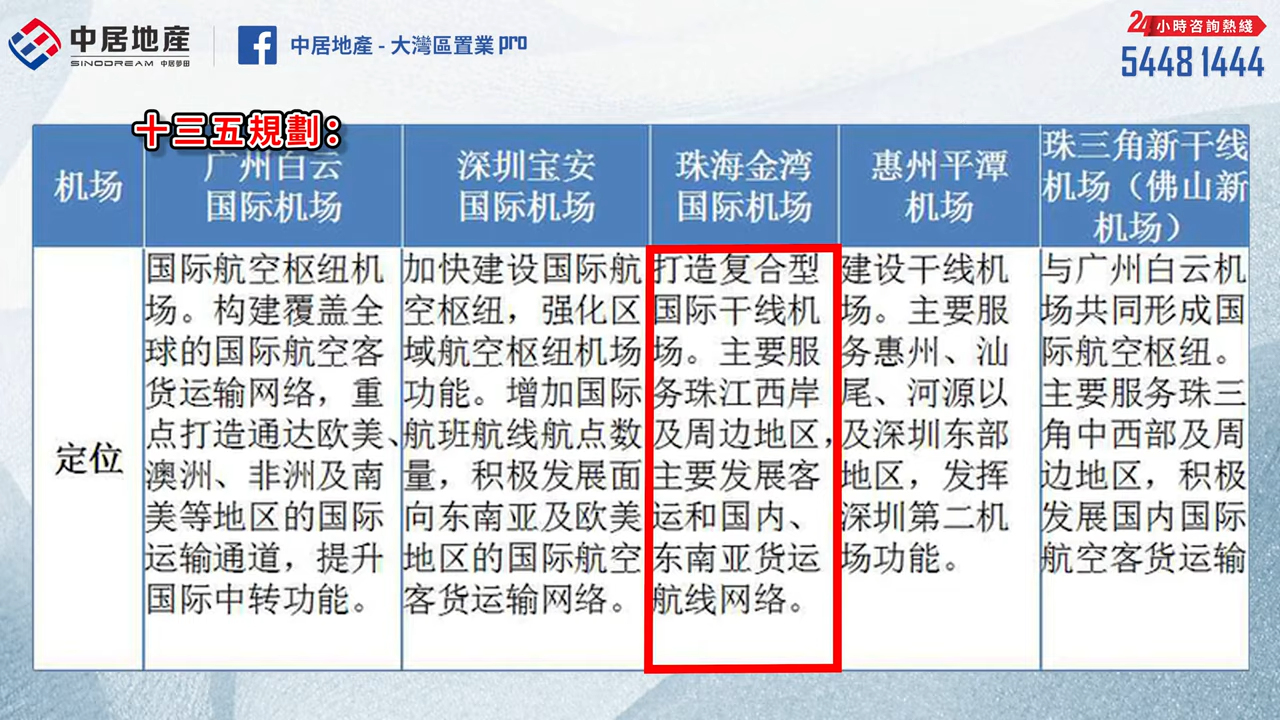 中居地產
SINODREAM 中居夢田
中居地產 - 大灣區置業 pro
24小時咨詢熱綫
5448 1444
十三五規劃：
机场
广州白云
国际机场
深圳宝安
国际机场
珠海金湾
国际机场
惠州平潭
机场
珠三角新干线
机场（佛山新
机场）
定位
国际航空枢纽机
场。构建覆盖全
球的国际航空客
货运输网络，重
点打造通达欧美、
澳洲、非洲及南
美等地区的国际
运输通道，提升
国际中转功能。
加快建设国际航
空枢纽，强化区
域航空枢纽机场
功能。增加国际
航班航线航点数
量，积极发展面
向东南亚及欧美
地区的国际航空
客货运输网络。
打造复合型
国际干线机
场。主要服
务珠江西岸
及周边地区，
主要发展客
运和国内、
东南亚货运
航线网络。
建设干线机
场。主要服
务惠州、汕
尾、河源以
及深圳东部
地区，发挥
深圳第二机
场功能。
与广州白云机
场共同形成国
际航空枢纽。
主要服务珠三
角中西部及周
边地区，积极
发展国内国际
航空客货运输